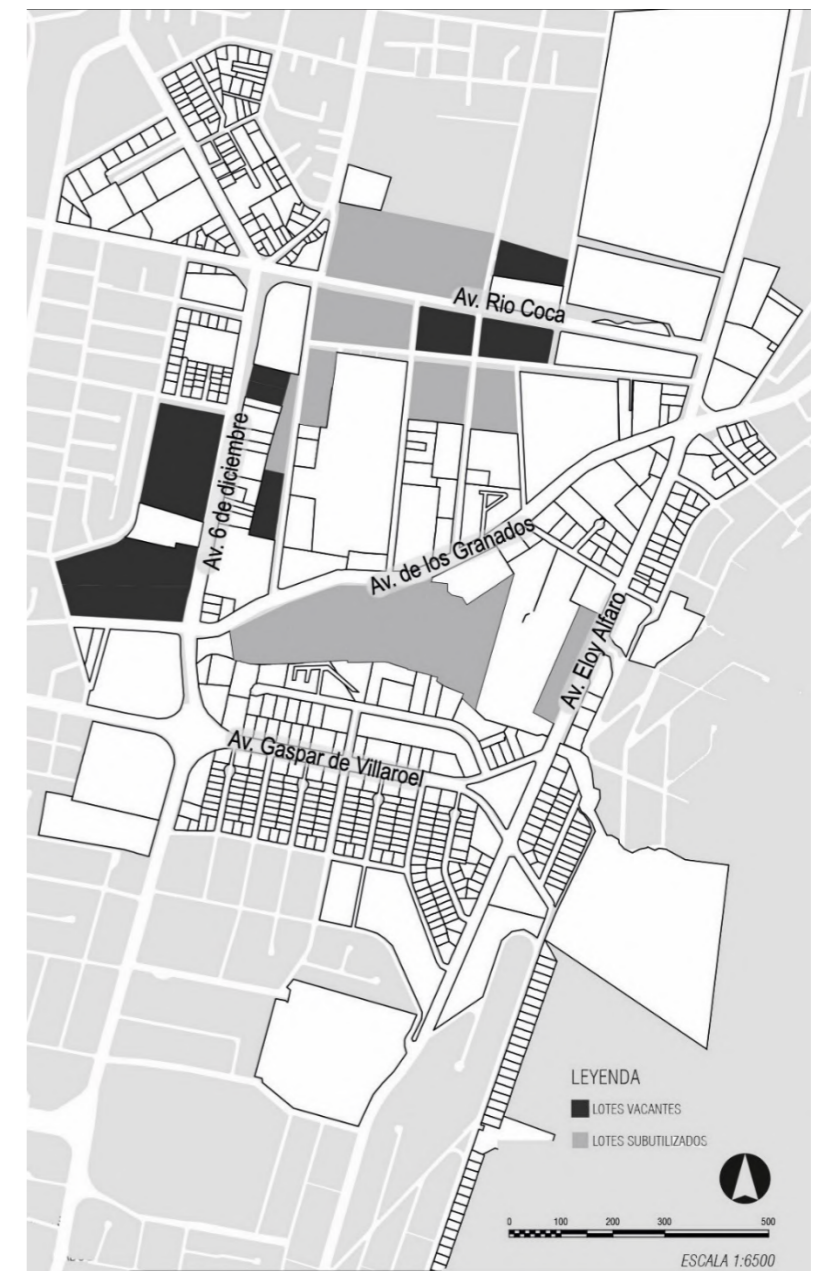 Av. Rio Coca
Av. 6 de diciembre
Av. de los Granados
Av. Eloy Alfaro
Av. Gaspar de Villaroel
LEYENDA
LOTES VACANTES
LOTES SUBUTILIZADOS
0 100 200 300 500
ESCALA 1:6500